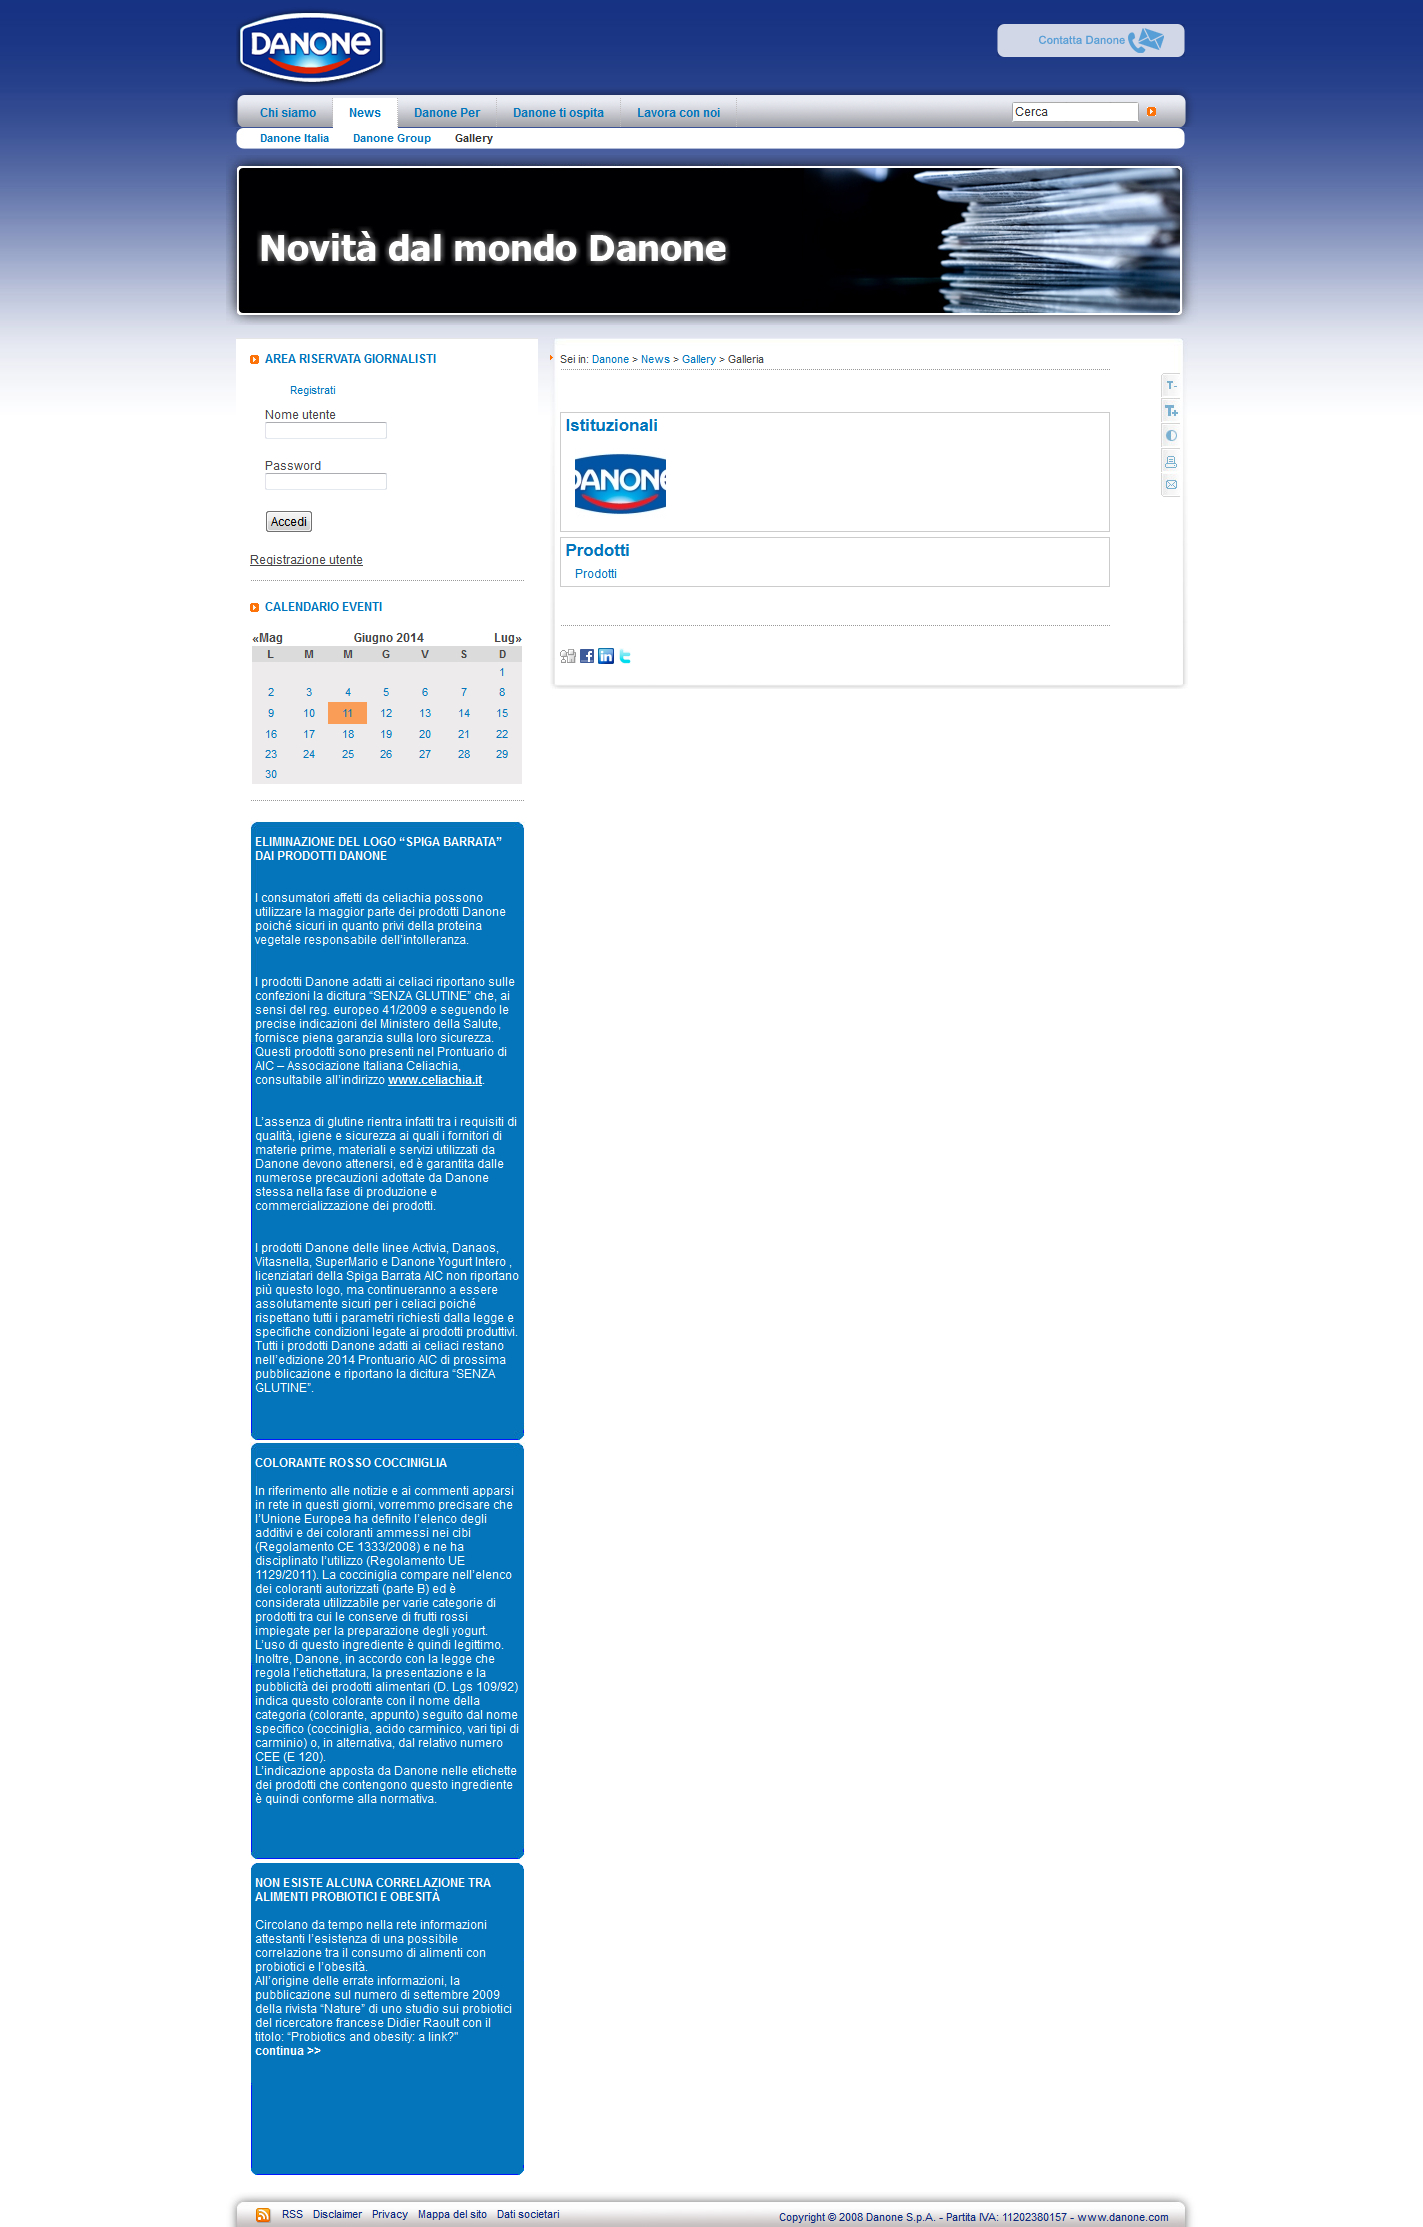 DANONE
Contatta Danone
Chi siamo
News
Danone Per
Danone ti ospita
Lavora con noi
Cerca
Danone Italia
Danone Group
Gallery
Novità dal mondo Danone
AREA RISERVATA GIORNALISTI
Registrati
Nome utente
Password
Accedi
Registrazione utente
CALENDARIO EVENTI
«Mag Giugno 2014 Lug»
L M M G V S D
1
2 3 4 5 6 7 8
9 10 11 12 13 14 15
16 17 18 19 20 21 22
23 24 25 26 27 28 29
30
ELIMINAZIONE DEL LOGO “SPIGA BARRATA”
DAI PRODOTTI DANONE
I consumatori affetti da celiachia possono
utilizzare la maggior parte dei prodotti Danone
poiché sicuri in quanto privi della proteina
vegetale responsabile dell’intolleranza.
I prodotti Danone adatti ai celiaci riportano sulle
confezioni la dicitura “SENZA GLUTINE” che, ai
sensi del reg. europeo 41/2009 e seguendo le
precise indicazioni del Ministero della Salute,
fornisce piena garanzia sulla loro sicurezza.
Questi prodotti sono presenti nel Prontuario di
AIC – Associazione Italiana Celiachia,
consultabile all’indirizzo www.celiachia.it.
L’assenza di glutine rientra infatti tra i requisiti di
qualità, igiene e sicurezza ai quali i fornitori di
materie prime, materiali e servizi utilizzati da
Danone devono attenersi, ed è garantita dalle
numerose precauzioni adottate da Danone
stessa nella fase di produzione e
commercializzazione dei prodotti.
I prodotti Danone delle linee Activia, Danaos,
Vitasnella, SuperMario e Danone Yogurt Intero ,
licenziatari della Spiga Barrata AIC non riportano
più questo logo, ma continueranno a essere
assolutamente sicuri per i celiaci poiché
rispettano tutti i parametri richiesti dalla legge e
specifiche condizioni legate ai prodotti produttivi.
Tutti i prodotti Danone adatti ai celiaci restano
nell’edizione 2014 Prontuario AIC di prossima
pubblicazione e riportano la dicitura “SENZA
GLUTINE”.
COLORANTE ROSSO COCCINIGLIA
In riferimento alle notizie e ai commenti apparsi
in rete in questi giorni, vorremmo precisare che
l’Unione Europea ha definito l’elenco degli
additivi e dei coloranti ammessi nei cibi
(Regolamento CE 1333/2008) e ne ha
disciplinato l’utilizzo (Regolamento UE
1129/2011). La cocciniglia compare nell’elenco
dei coloranti autorizzati (parte B) ed è
considerata utilizzabile per varie categorie di
prodotti tra cui le conserve di frutti rossi
impiegate per la preparazione degli yogurt.
L’uso di questo ingrediente è quindi legittimo.
Inoltre, Danone, in accordo con la legge che
regola l’etichettatura, la presentazione e la
pubblicità dei prodotti alimentari (D. Lgs 109/92)
indica questo colorante con il nome della
categoria (colorante, appunto) seguito dal nome
specifico (cocciniglia, acido carminico, vari tipi di
carminio) o, in alternativa, dal relativo numero
CEE (E 120).
L’indicazione apposta da Danone nelle etichette
dei prodotti che contengono questo ingrediente
è quindi conforme alla normativa.
NON ESISTE ALCUNA CORRELAZIONE TRA
ALIMENTI PROBIOTICI E OBESITÀ
Circolano da tempo nella rete informazioni
attestanti l’esistenza di una possibile
correlazione tra il consumo di alimenti con
probiotici e l’obesità.
All’origine delle errate informazioni, la
pubblicazione sul numero di settembre 2009
della rivista “Nature” di uno studio sui probiotici
del ricercatore francese Didier Raoult con il
titolo: “Probiotics and obesity: a link?"
continua >>
Sei in: Danone > News > Gallery > Galleria
T-
T+
Istituzionali
DANONE
Prodotti
Prodotti
RSS Disclaimer Privacy Mappa del sito Dati societari
Copyright © 2008 Danone S.p.A. - Partita IVA: 11202380157 - www.danone.com